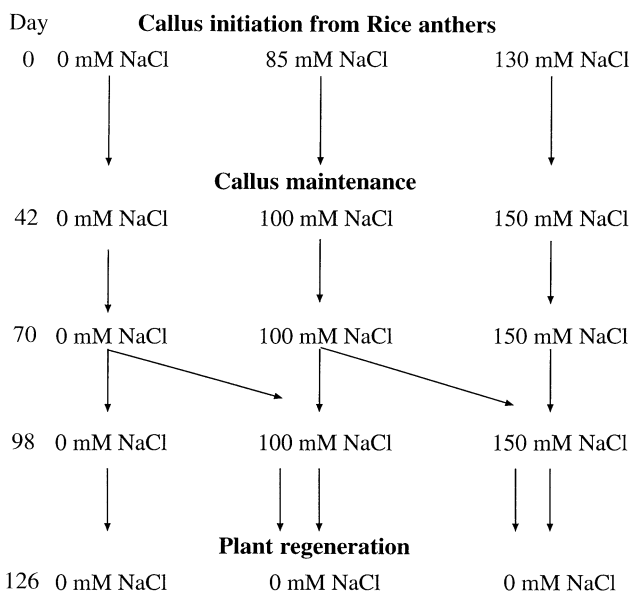 Day Callus initiation from Rice anthers
0 0 mM NaCl 85 mM NaCl 130 mM NaCl
Callus maintenance
42 0 mM NaCl 100 mM NaCl 150 mM NaCl
70 0 mM NaCl 100 mM NaCl 150 mM NaCl
98 0 mM NaCl 100 mM NaCl 150 mM NaCl
Plant regeneration
126 0 mM NaCl 0 mM NaCl 0 mM NaCl